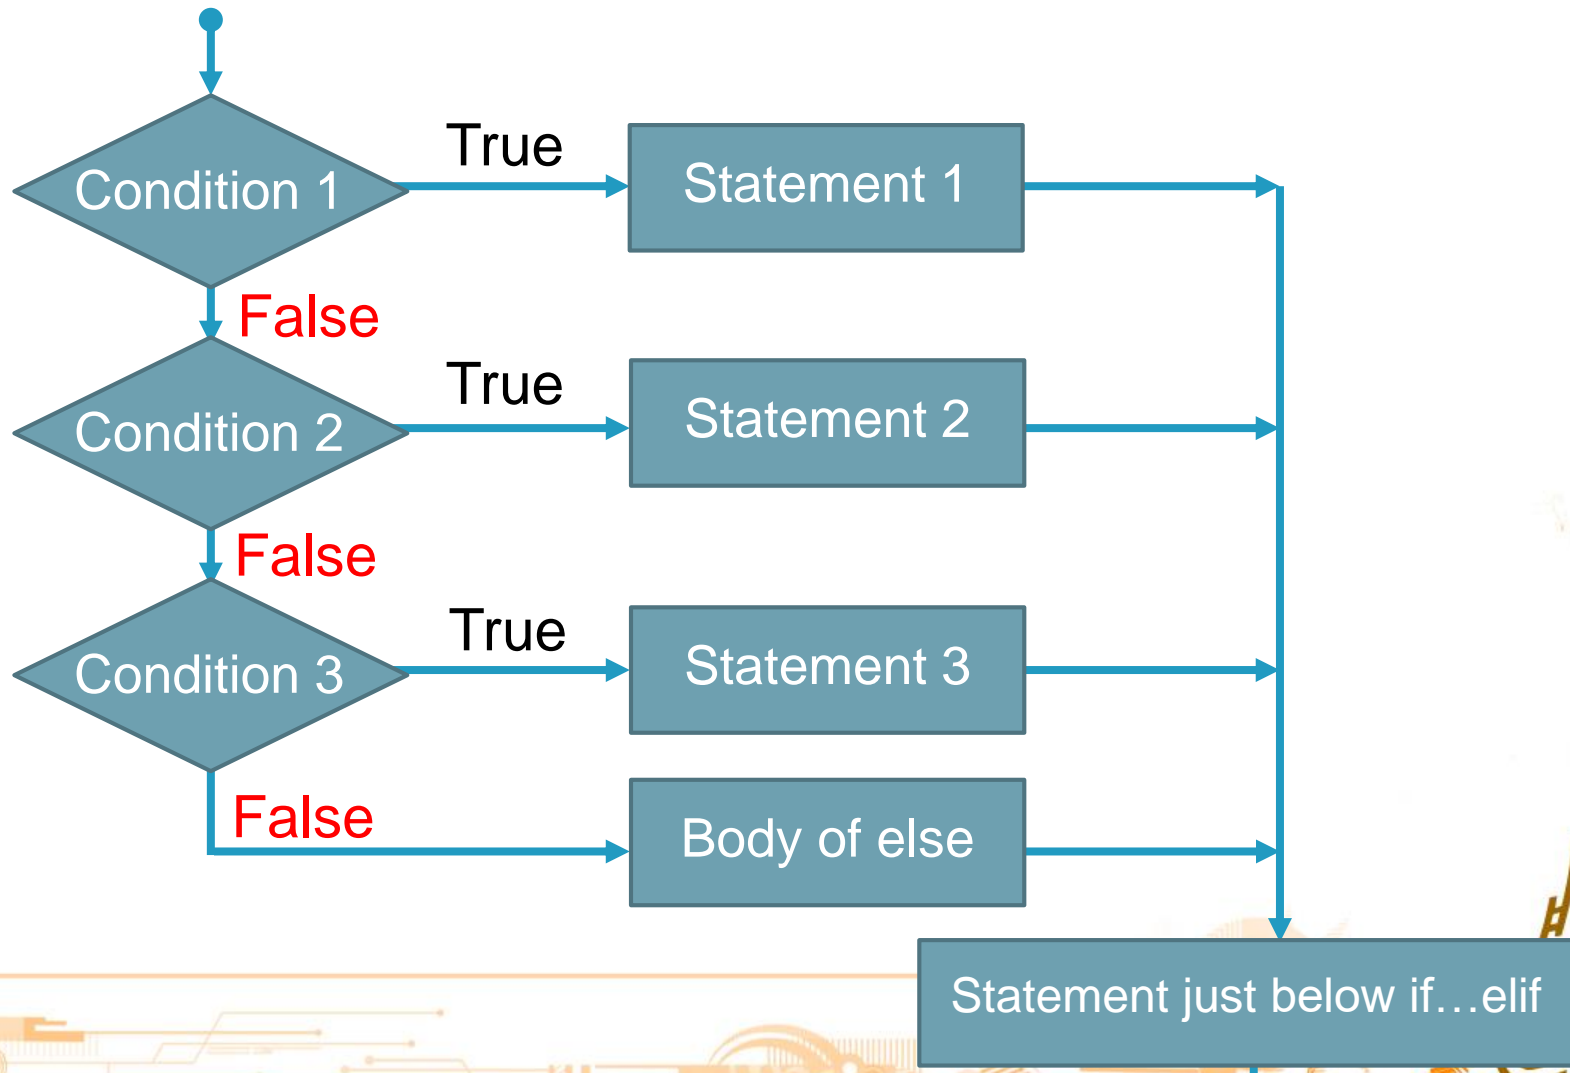 True
Condition 1
Statement 1
False
True
Condition 2
Statement 2
False
True
Condition 3
Statement 3
False
Body of else
Statement just below if…elif